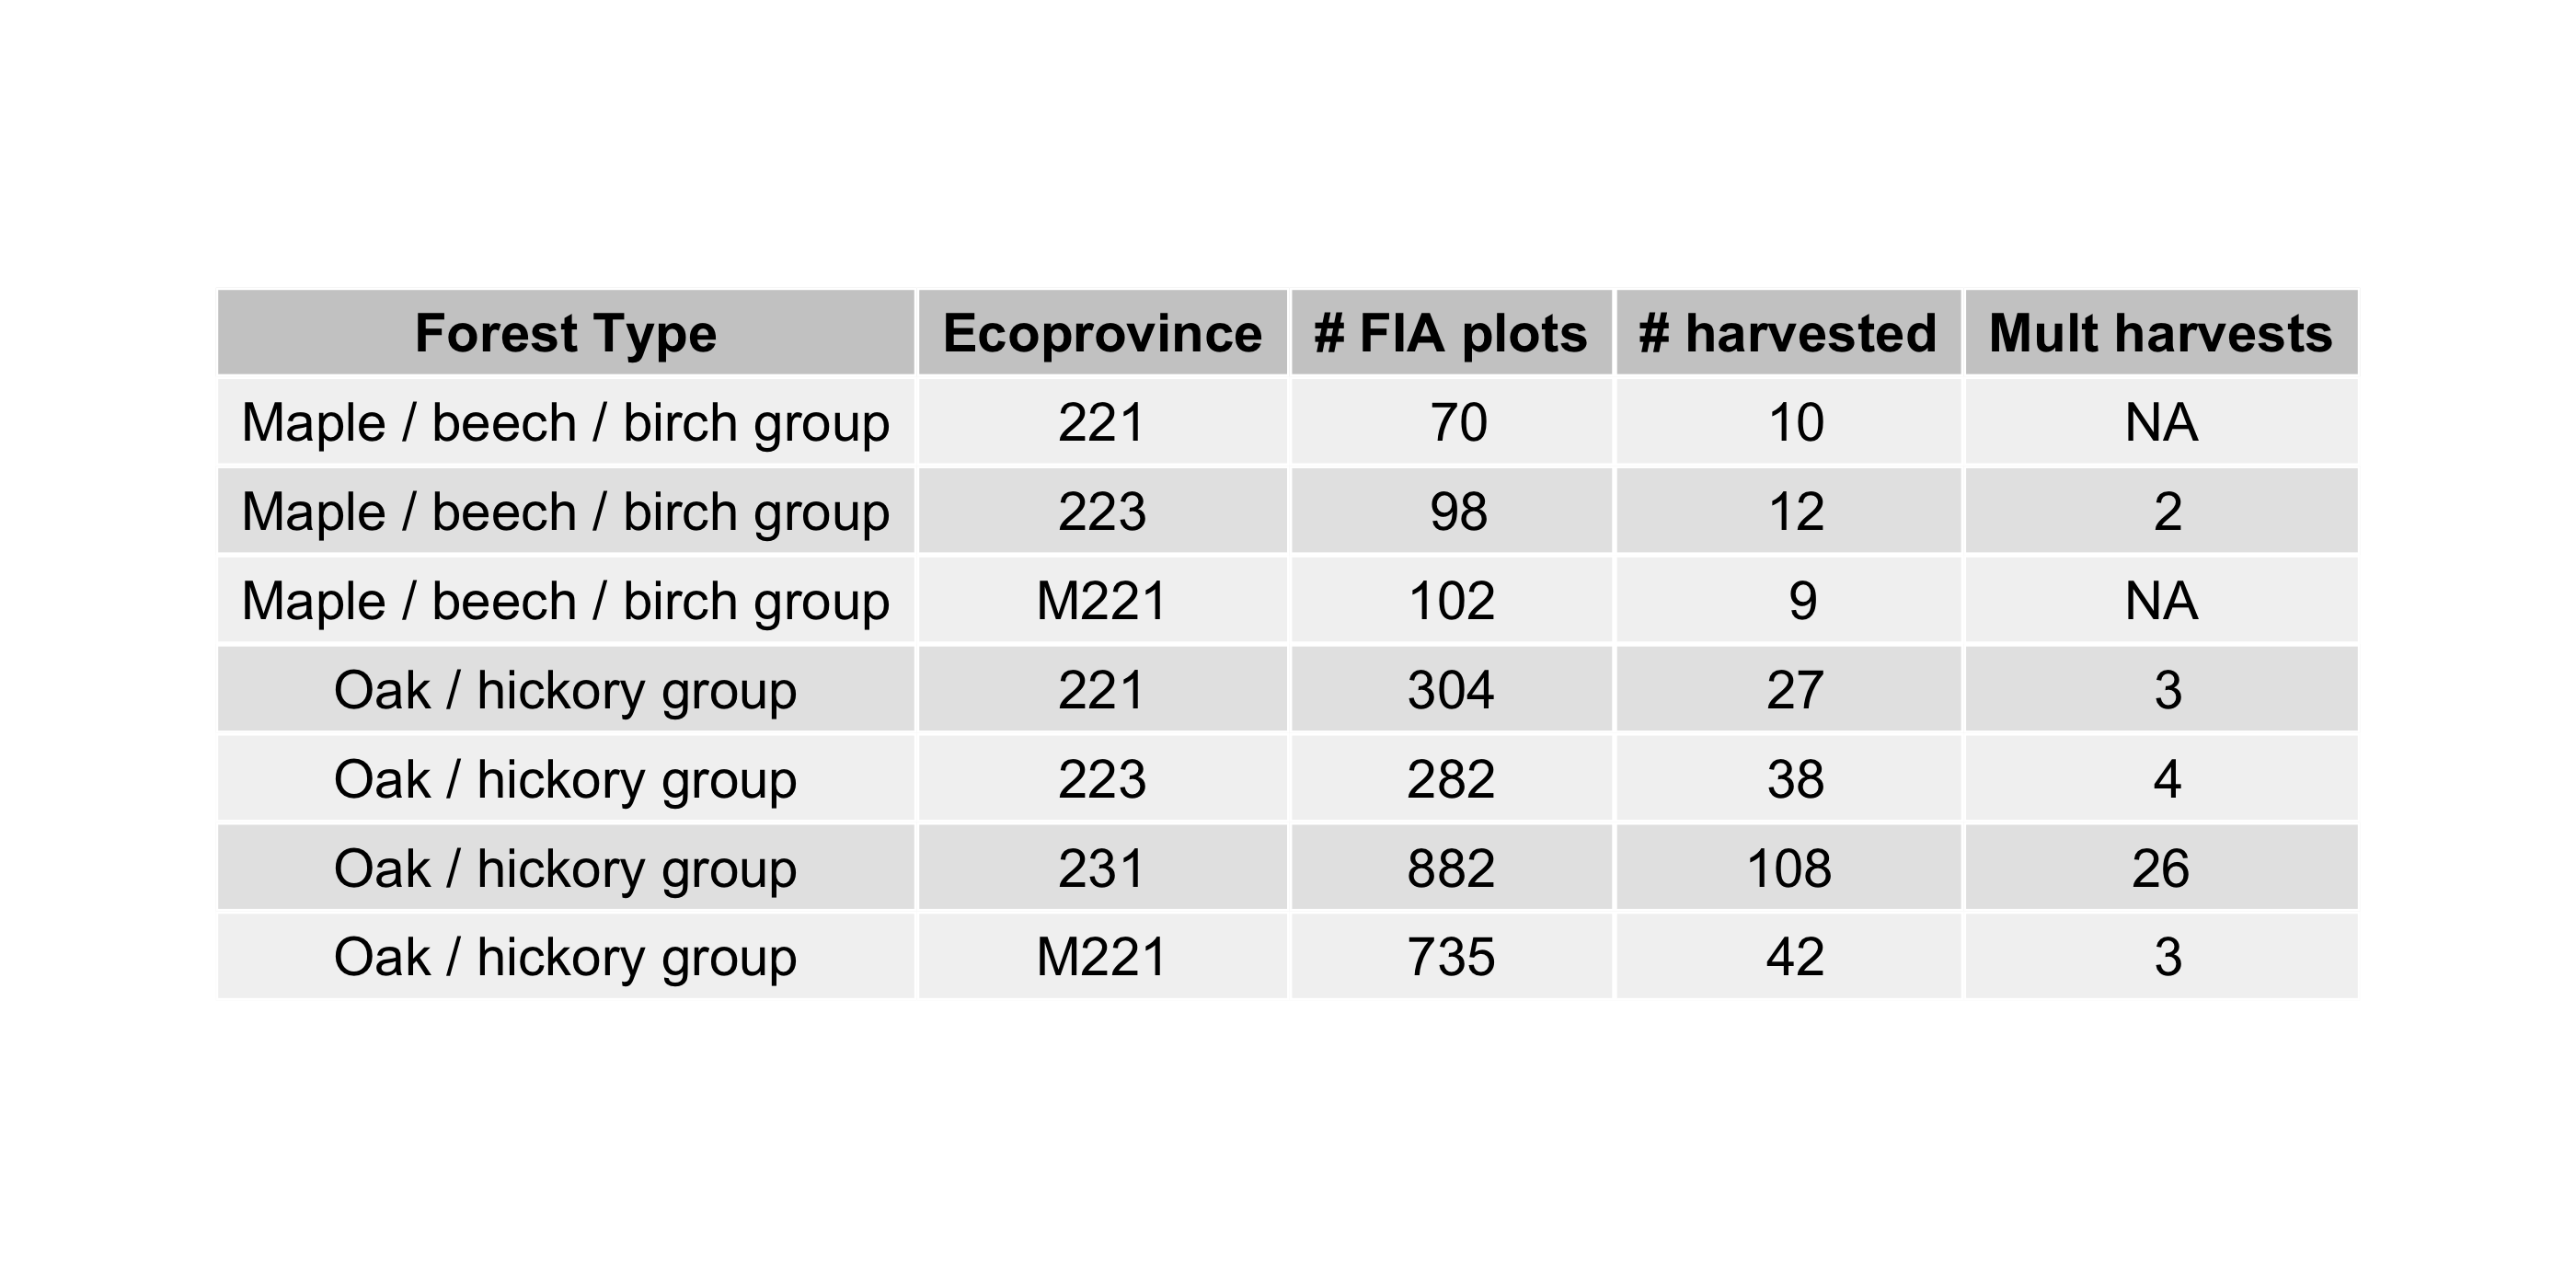 Forest Type Ecoprovince # FIA plots # harvested Mult harvests
Maple / beech / birch group 221 70 10 NA
Maple / beech / birch group 223 98 12 2
Maple / beech / birch group M221 102 9 NA
Oak / hickory group 221 304 27 3
Oak / hickory group 223 282 38 4
Oak / hickory group 231 882 108 26
Oak / hickory group M221 735 42 3